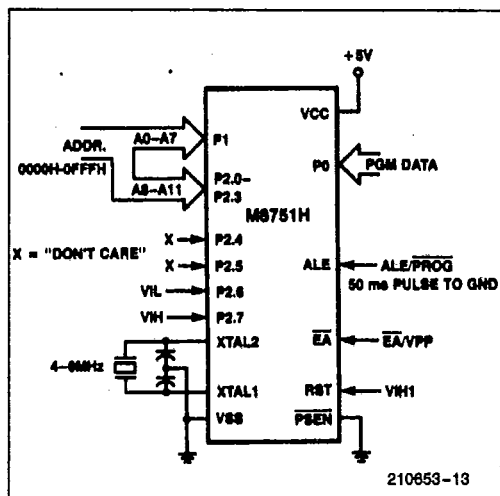 +5V
VCC
A0-A7
P1
ADDR.
0000H-0FFFH
P0
PGM DATA
A8-A11
P2.0-
P2.3
M8751H
X
P2.4
X = "DON'T CARE"
X
P2.5
ALE
ALE/PROG
50 ms PULSE TO GND
VIL
P2.6
VIH
P2.7
XTAL2
EA
EA/VPP
4-6MHz
XTAL1
RST
VIH1
VSS
PSEN
210653-13